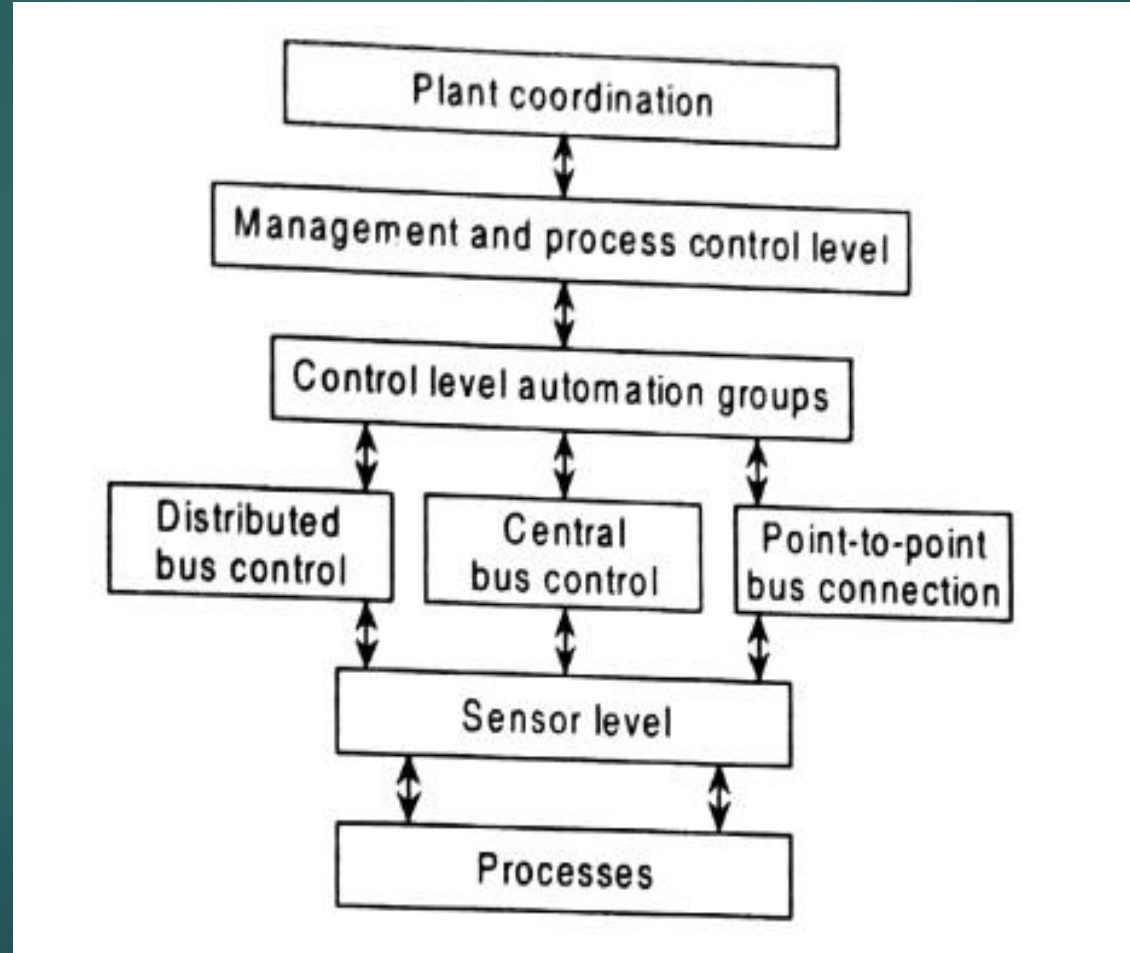 Plant coordination
Management and process control level
Control level automation groups
Distributed
bus control
Central
bus control
Point-to-point
bus connection
Sensor level
Processes